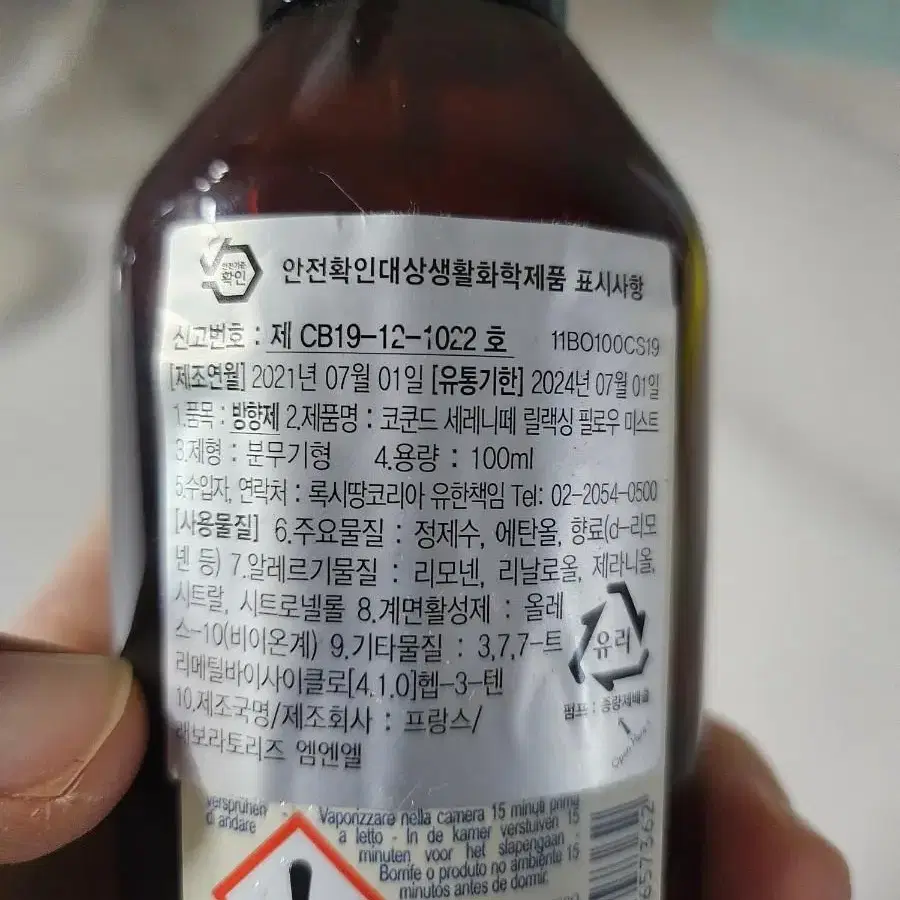 안전기준
확인
안전확인대상생활화학제품 표시사항
신고번호 : 제 CB19-12-1022 호 11BO100CS19
[제조연월] 2021년 07월 01일 [유통기한] 2024년 07월 01일
1.품목 : 방향제 2.제품명 : 코쿤드 세레니떼 릴랙싱 필로우 미스트
3.제형 : 분무기형 4.용량 : 100ml
5.수입자, 연락처 : 록시땅코리아 유한책임 Tel: 02-2054-0500
[사용물질] 6.주요물질 : 정제수, 에탄올, 향료(d-리모
넨 등) 7.알레르기물질 : 리모넨, 리날로올, 제라니올,
시트랄, 시트로넬롤 8.계면활성제 : 올레
스-10(비이온계) 9.기타물질 : 3,7,7-트
리메틸바이사이클로[4.1.0]헵-3-텐
10.제조국명/제조회사 : 프랑스/
래보라토리즈 엠엔엘
유리
펌프 : 종량제배출
Open Here
versprühen
di andare
Vaporizzare nella camera 15 minuti prima
a letto - In de kamer verstuiven 15
minuten voor het slapengaan -
Borrife o produto no ambiente 15
minutos antes de dormir.
657362